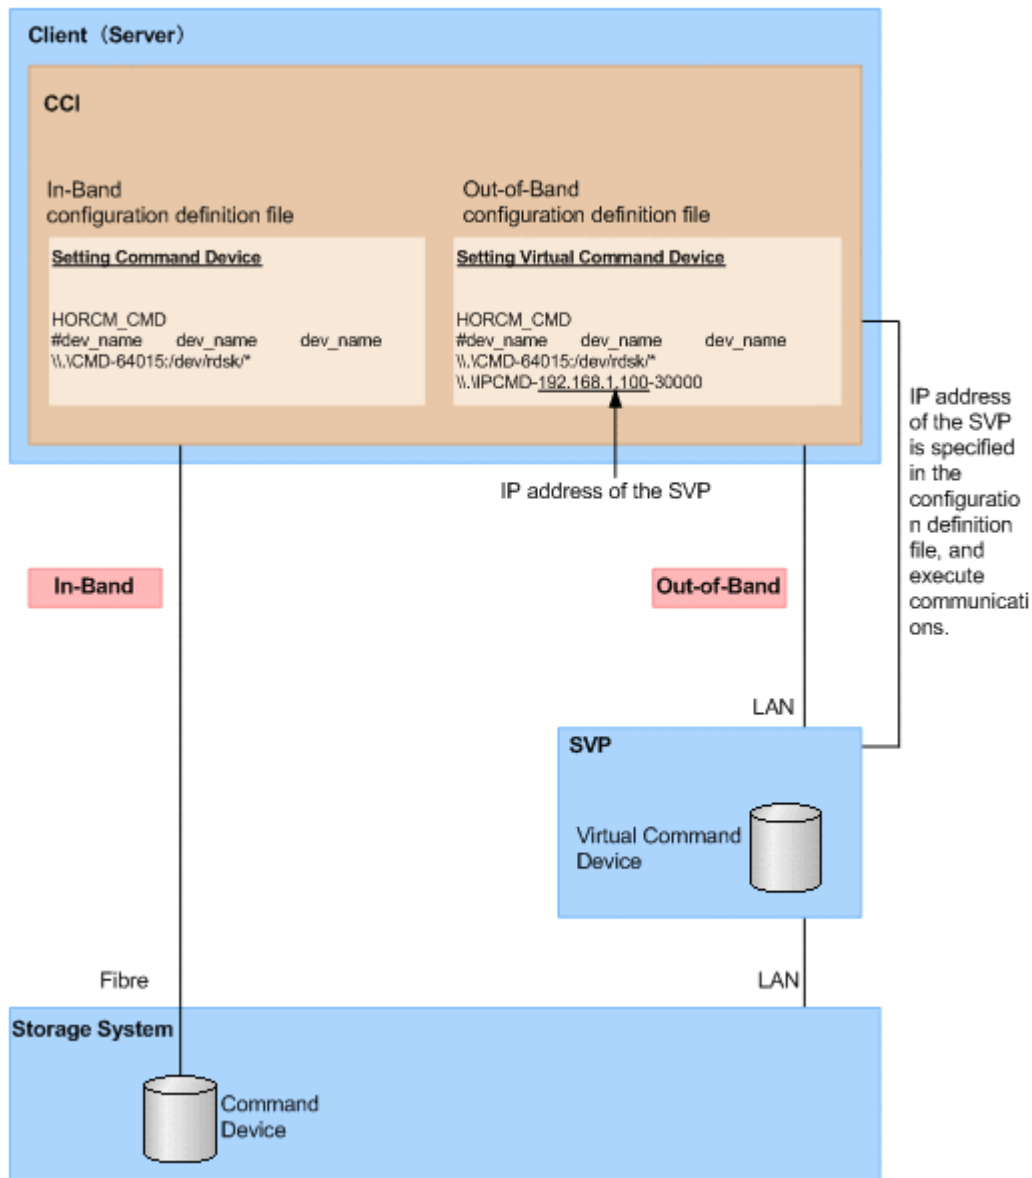 Client（Server）
CCI
In-Band
configuration definition file
Setting Command Device
HORCM_CMD
#dev_name dev_name dev_name
\\.\CMD-64015:/dev/rdsk/*
Out-of-Band
configuration definition file
Setting Virtual Command Device
HORCM_CMD
#dev_name dev_name dev_name
\\.\CMD-64015:/dev/rdsk/*
\\.\IPCMD-192.168.1.100-30000
IP address of the SVP
IP address
of the SVP
is specified
in the
configuratio
n definition
file, and
execute
communicati
ons.
In-Band
Out-of-Band
LAN
SVP
Virtual Command
Device
Fibre
LAN
Storage System
Command
Device